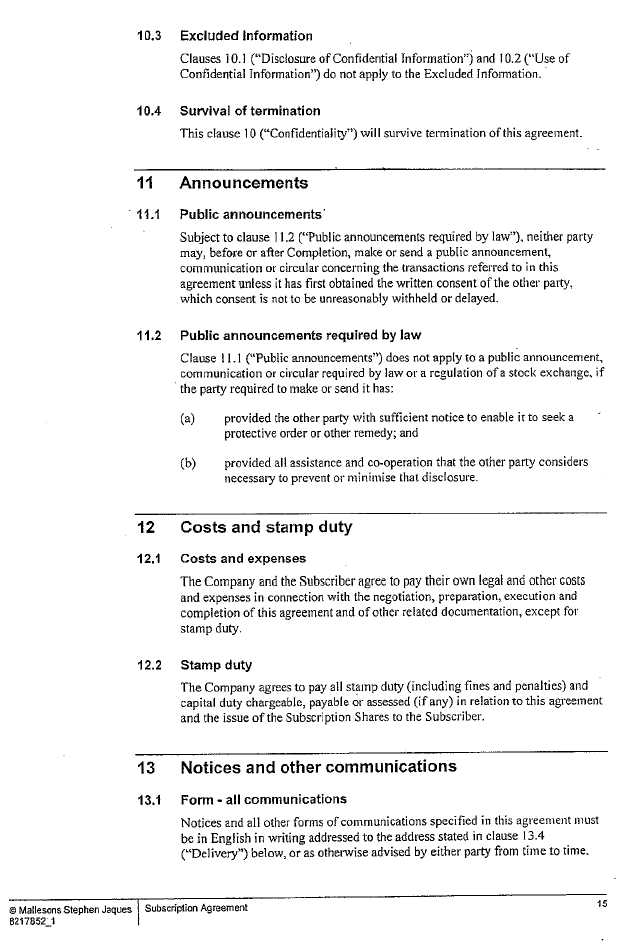 10.3 Excluded Information
Clauses 10.1 (“Disclosure of Confidential Information”) and 10.2 (“Use of
Confidential Information”) do not apply to the Excluded Information.
10.4 Survival of termination
This clause 10 (“Confidentiality”) will survive termination of this agreement.
11 Announcements
11.1 Public announcements
Subject to clause 11.2 (“Public announcements required by law”), neither party
may, before or after Completion, make or send a public announcement,
communication or circular concerning the transactions referred to in this
agreement unless it has first obtained the written consent of the other party,
which consent is not to be unreasonably withheld or delayed.
11.2 Public announcements required by law
Clause 11.1 (“Public announcements”) does not apply to a public announcement,
communication or circular required by law or a regulation of a stock exchange, if
the party required to make or send it has:
(a) provided the other party with sufficient notice to enable it to seek a
protective order or other remedy; and
(b) provided all assistance and co-operation that the other party considers
necessary to prevent or minimise that disclosure.
12 Costs and stamp duty
12.1 Costs and expenses
The Company and the Subscriber agree to pay their own legal and other costs
and expenses in connection with the negotiation, preparation, execution and
completion of this agreement and of other related documentation, except for
stamp duty.
12.2 Stamp duty
The Company agrees to pay all stamp duty (including fines and penalties) and
capital duty chargeable, payable or assessed (if any) in relation to this agreement
and the issue of the Subscription Shares to the Subscriber.
13 Notices and other communications
13.1 Form - all communications
Notices and all other forms of communications specified in this agreement must
be in English in writing addressed to the address stated in clause 13.4
(“Delivery”) below, or as otherwise advised by either party from time to time.
© Mallesons Stephen Jaques Subscription Agreement 15
8217852_1